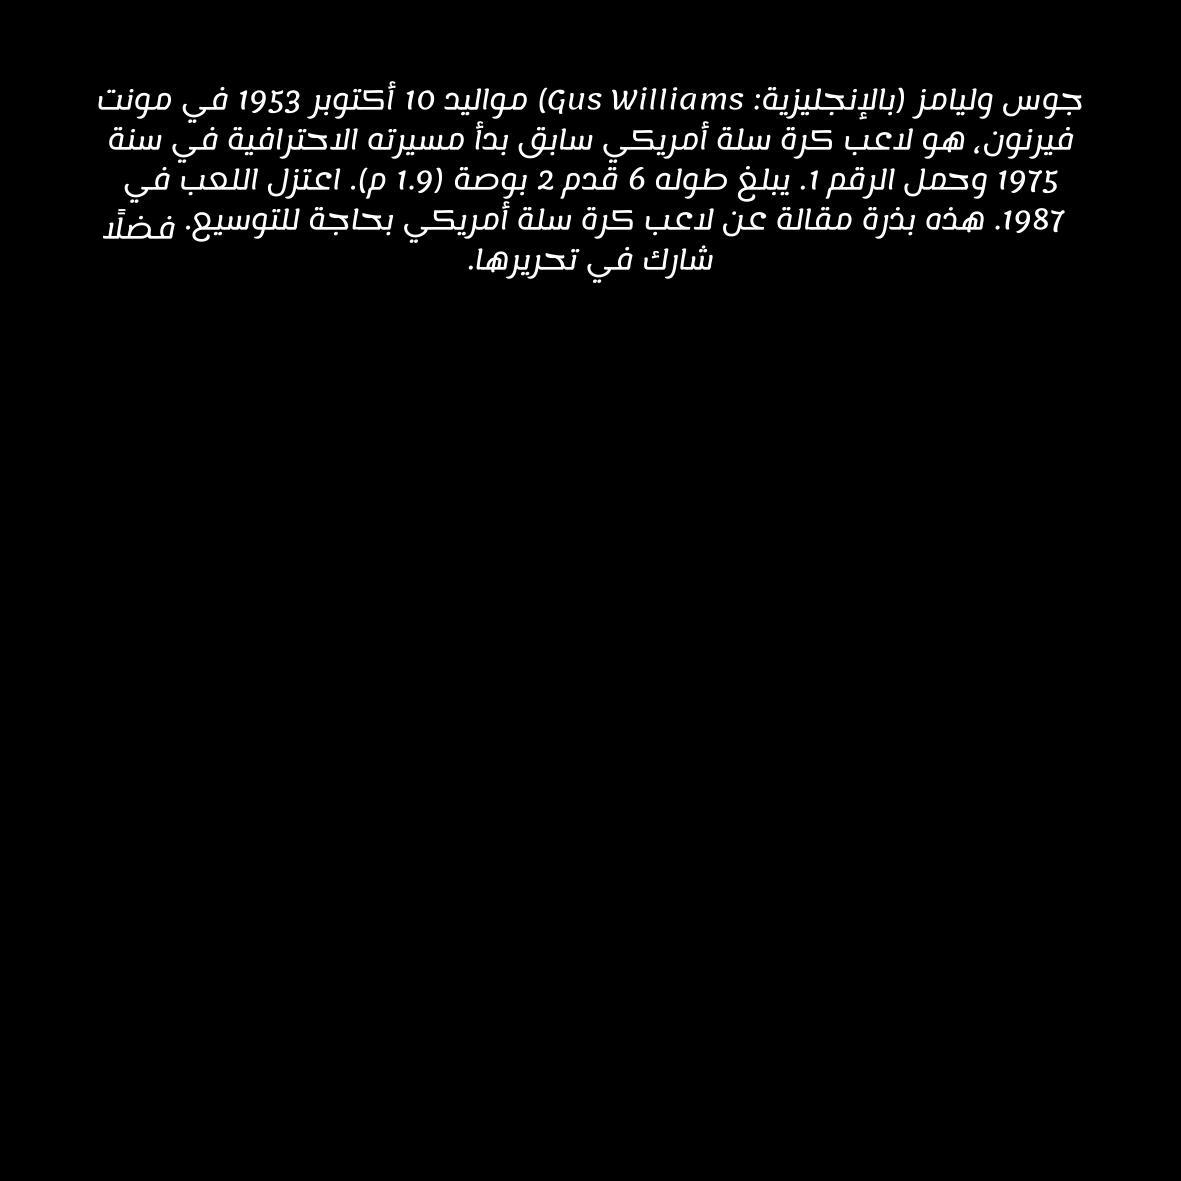 جوس وليامز (بالإنجليزية: Gus Williams) مواليد 10 أكتوبر 1953 في مونت
فيرنون، هو لاعب كرة سلة أمريكي سابق بدأ مسيرته الاحترافية في سنة
1975 وحمل الرقم 1. يبلغ طوله 6 قدم 2 بوصة (1.9 م). اعتزل اللعب في
1987. هذه بذرة مقالة عن لاعب كرة سلة أمريكي بحاجة للتوسيع. فضلًا
شارك في تحريرها.